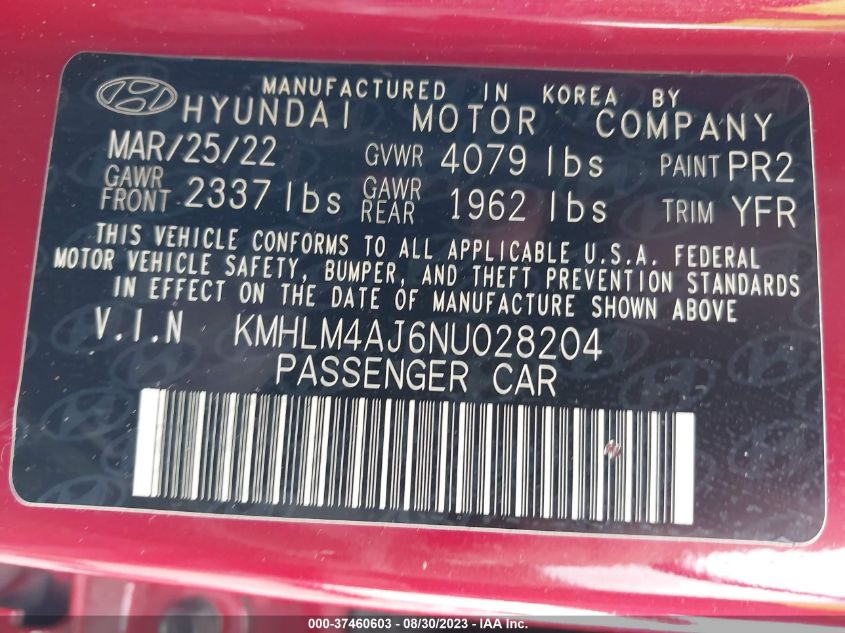 MANUFACTURED IN KOREA BY
HYUNDAI MOTOR COMPANY
MAR/25/22 GVWR 4079 lbs PAINT PR2
GAWR FRONT 2337 lbs GAWR REAR 1962 lbs TRIM YFR
THIS VEHICLE CONFORMS TO ALL APPLICABLE U.S.A. FEDERAL
MOTOR VEHICLE SAFETY, BUMPER, AND THEFT PREVENTION STANDARDS
IN EFFECT ON THE DATE OF MANUFACTURE SHOWN ABOVE
V.I.N KMHLM4AJ6NU028204
PASSENGER CAR
000-37460603 - 08/30/2023 - IAA Inc.